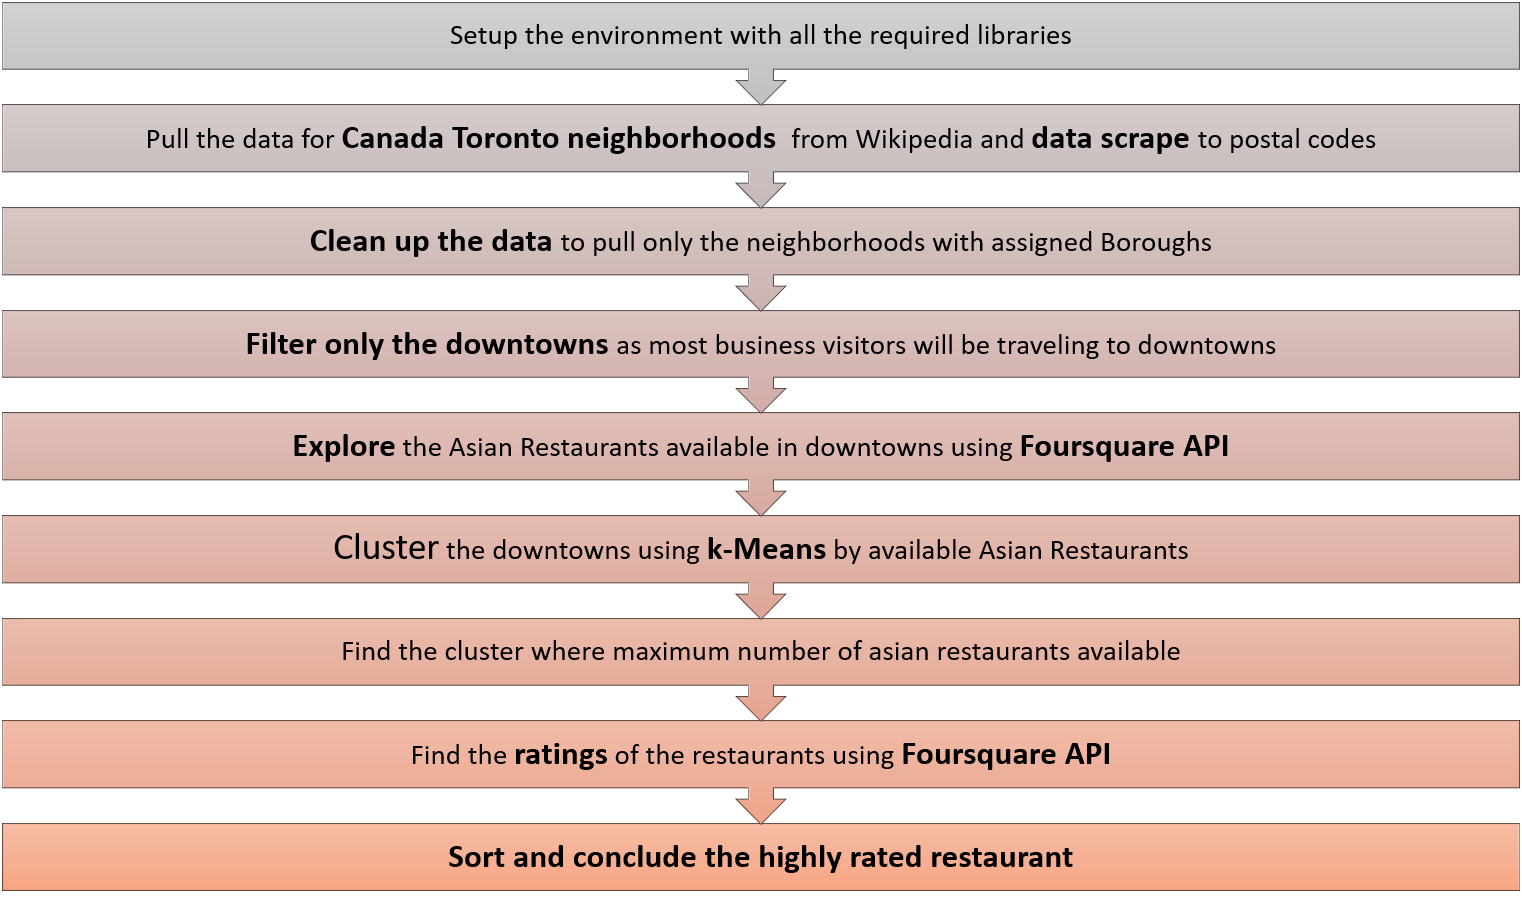 Setup the environment with all the required libraries
Pull the data for Canada Toronto neighborhoods from Wikipedia and data scrape to postal codes
Clean up the data to pull only the neighborhoods with assigned Boroughs
Filter only the downtowns as most business visitors will be traveling to downtowns
Explore the Asian Restaurants available in downtowns using Foursquare API
Cluster the downtowns using k-Means by available Asian Restaurants
Find the cluster where maximum number of asian restaurants available
Find the ratings of the restaurants using Foursquare API
Sort and conclude the highly rated restaurant